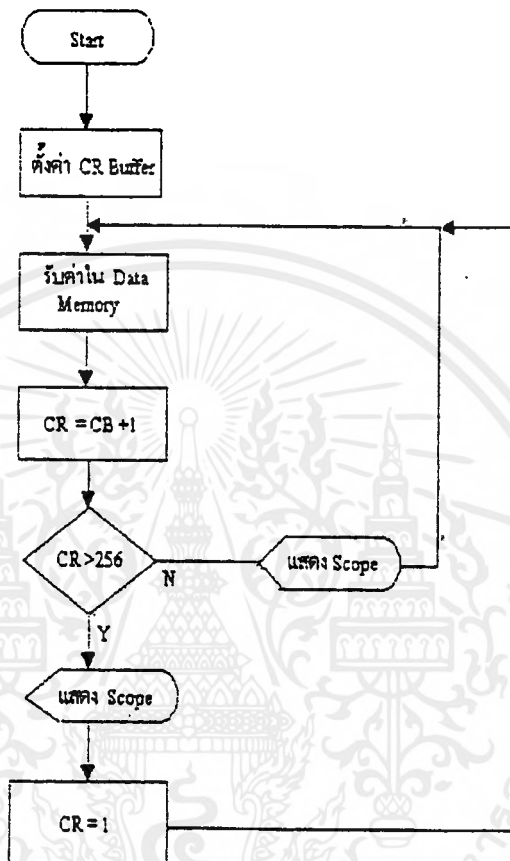 Start
ตั้งค่า CR Buffer
รับค่าใน Data
Memory
CR = CB +1
CR>256
N
แสดง Scope
Y
แสดง Scope
CR = 1